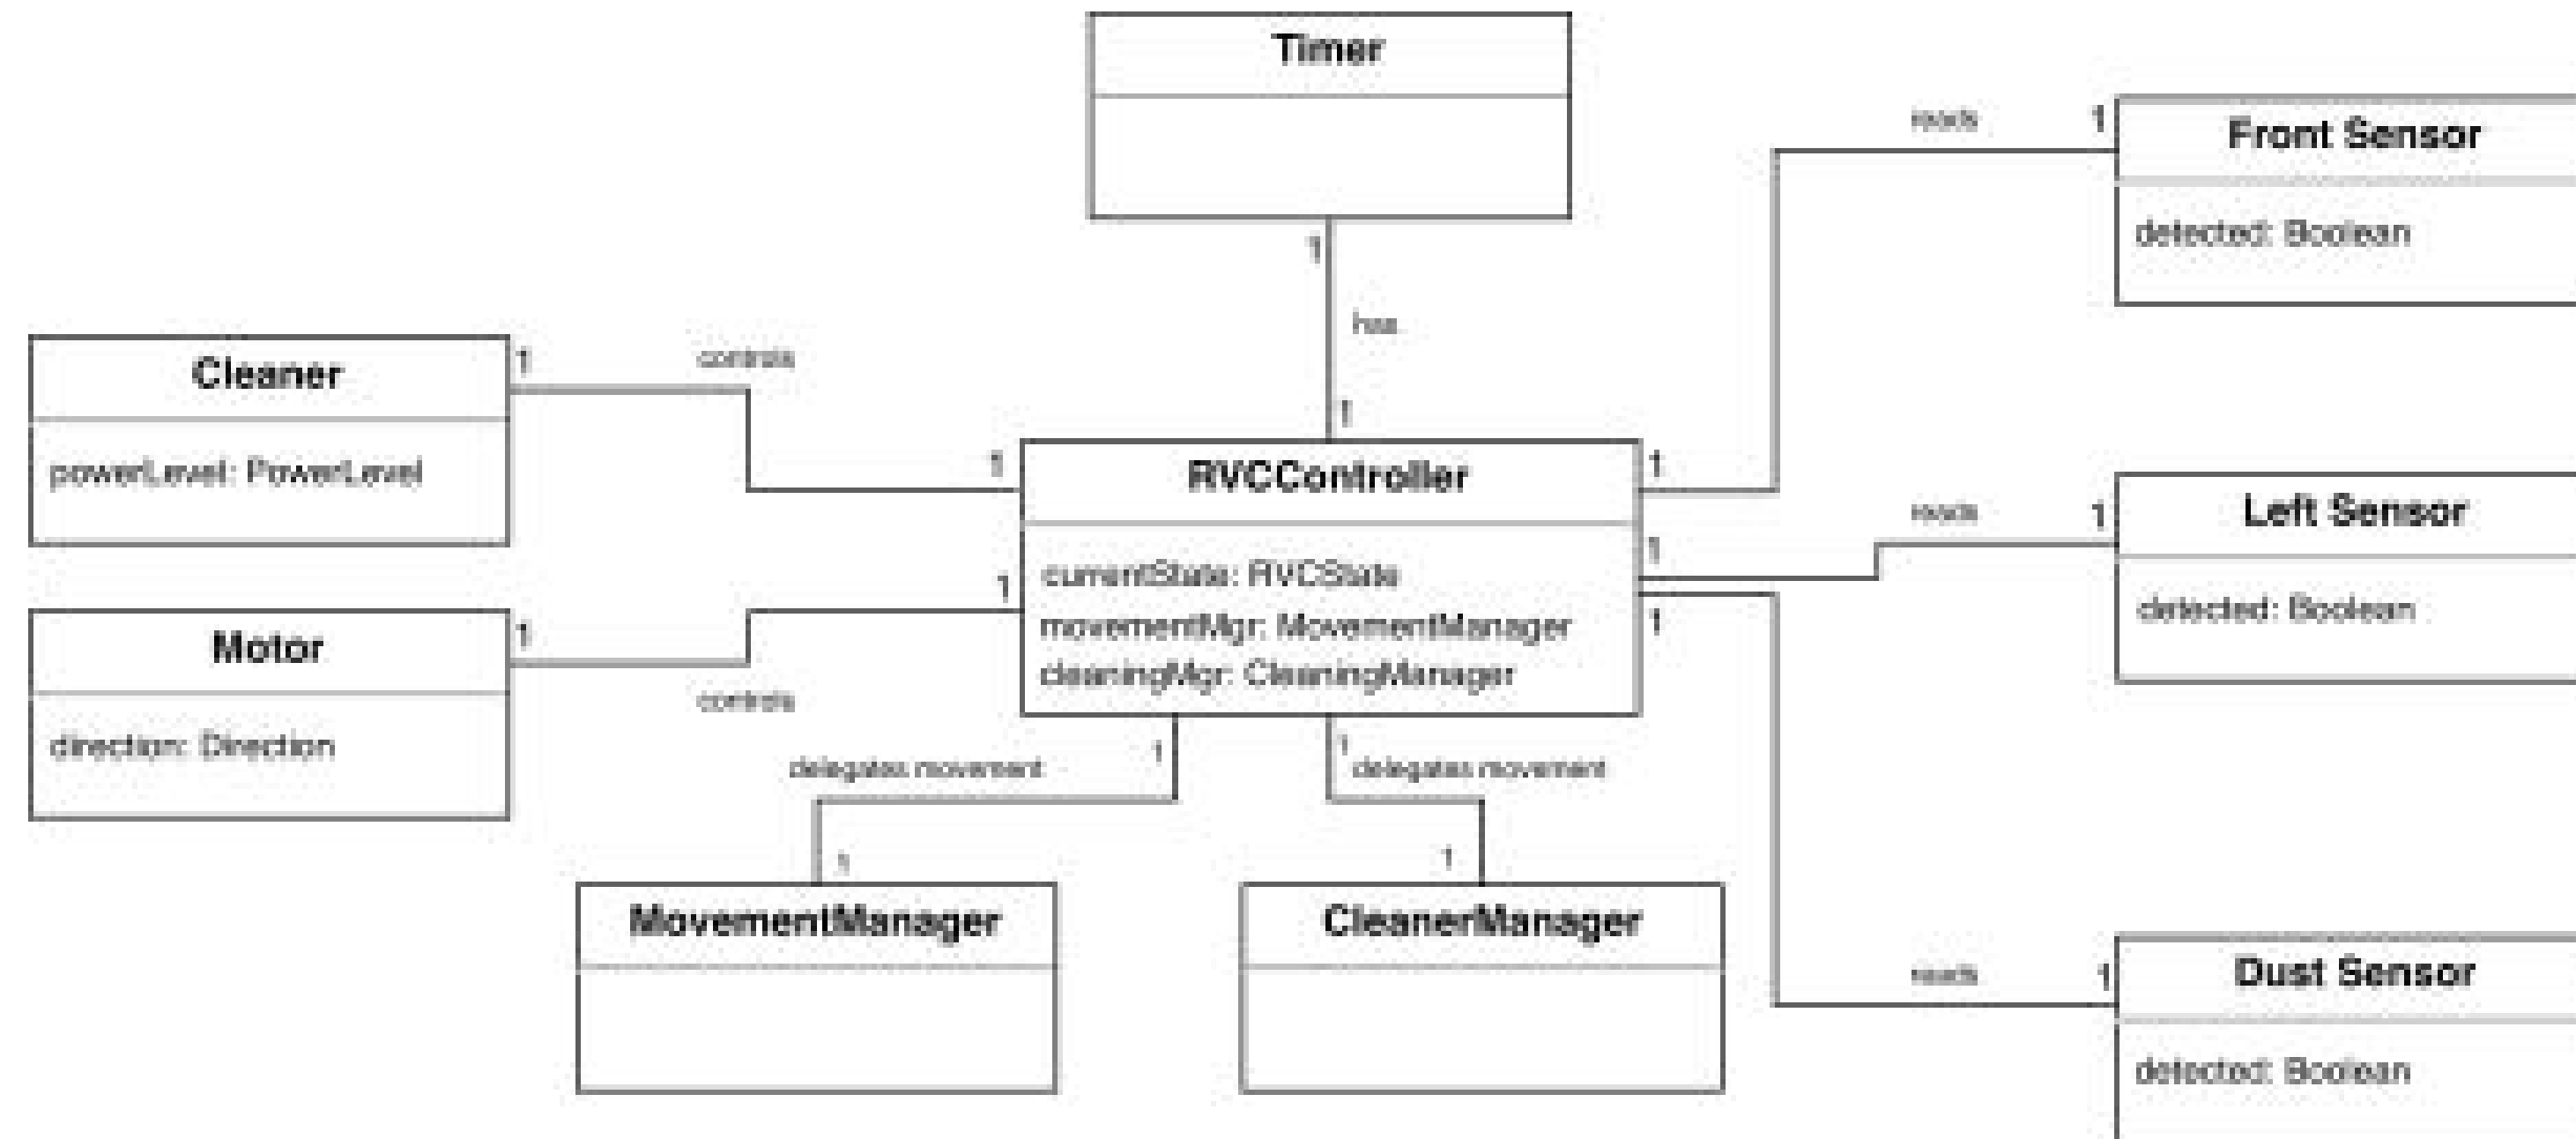 Timer
1
has
1
reads
1
Front Sensor
detected: Boolean
Cleaner
powerLevel: PowerLevel
1
controls
1
RVCController
currentState: RVCState
movementMgr: MovementManager
cleaningMgr: CleaningManager
1
1
1
reads
1
Left Sensor
detected: Boolean
Motor
direction: Direction
1
controls
1
delegates movement
1
1
MovementManager
1
delegates movement
1
CleanerManager
reads
1
Dust Sensor
detected: Boolean